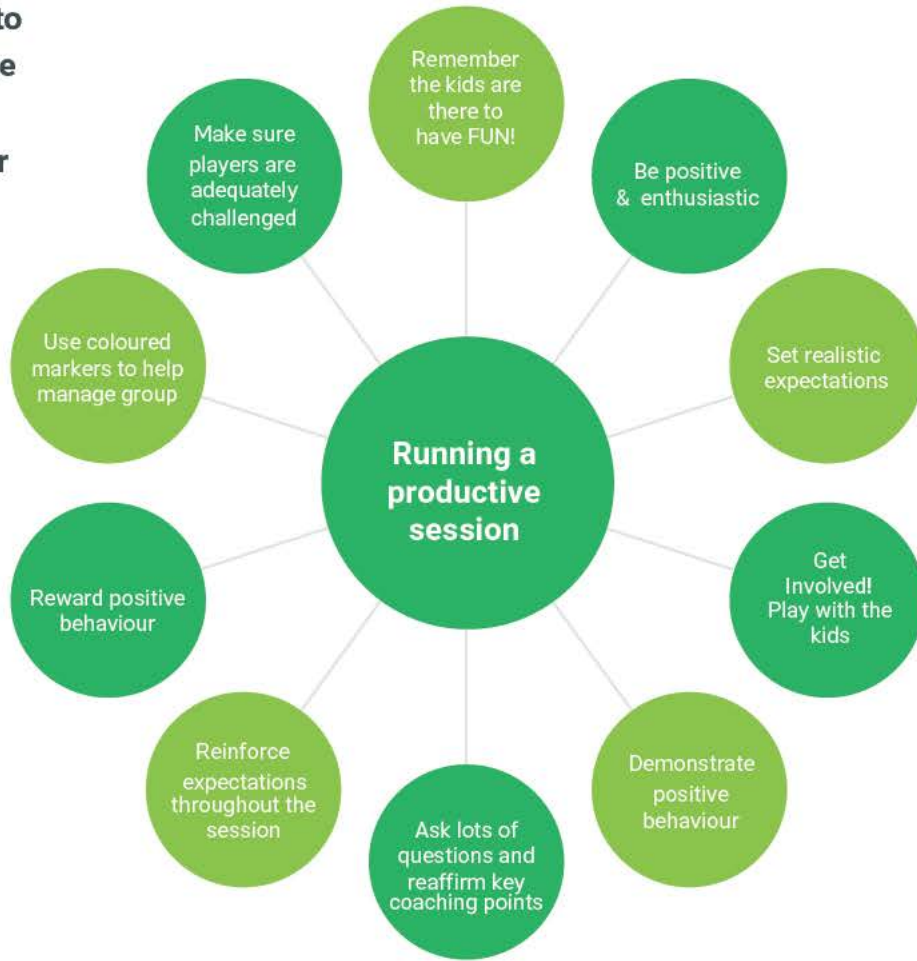 to
e
r
Remember
the kids are
there to
have FUN!
Be positive
& enthusiastic
Set realistic
expectations
Get
Involved!
Play with the
kids
Demonstrate
positive
behaviour
Ask lots of
questions and
reaffirm key
coaching points
Reinforce
expectations
throughout the
session
Reward positive
behaviour
Use coloured
markers to help
manage group
Make sure
players are
adequately
challenged
Running a
productive
session